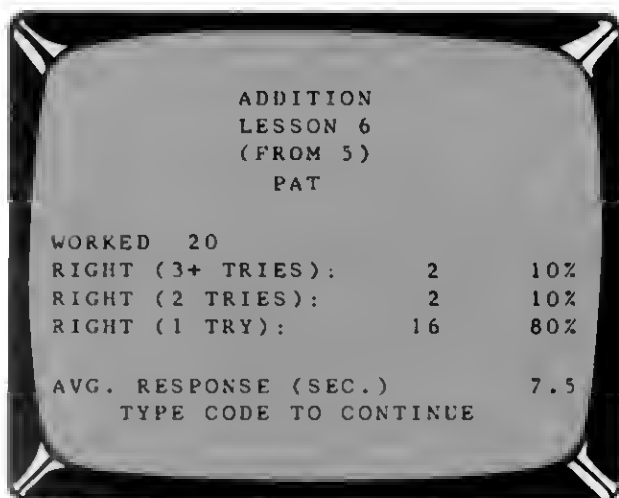 ADDITION
LESSON 6
(FROM 5)
PAT
WORKED 20
RIGHT (3+ TRIES): 2 10%
RIGHT (2 TRIES): 2 10%
RIGHT (1 TRY): 16 80%
AVG. RESPONSE (SEC.) 7.5
TYPE CODE TO CONTINUE